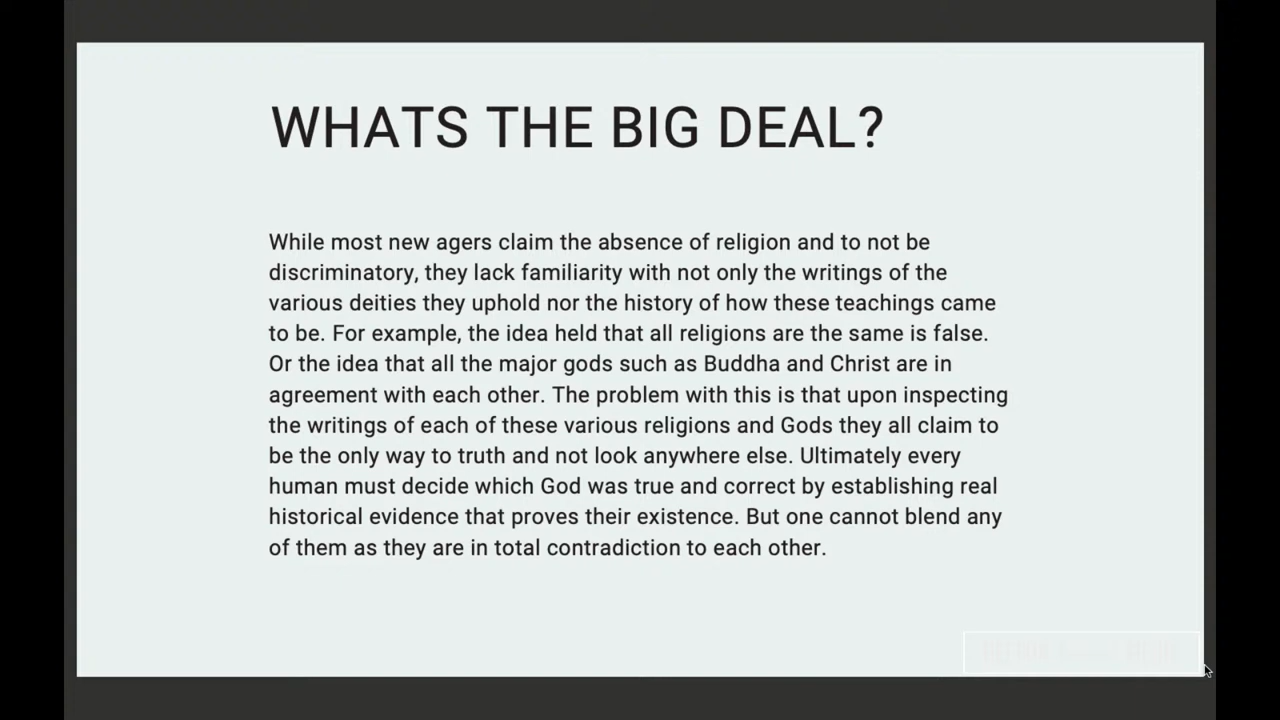 WHATS THE BIG DEAL?
While most new agers claim the absence of religion and to not be
discriminatory, they lack familiarity with not only the writings of the
various deities they uphold nor the history of how these teachings came
to be. For example, the idea held that all religions are the same is false.
Or the idea that all the major gods such as Buddha and Christ are in
agreement with each other. The problem with this is that upon inspecting
the writings of each of these various religions and Gods they all claim to
be the only way to truth and not look anywhere else. Ultimately every
human must decide which God was true and correct by establishing real
historical evidence that proves their existence. But one cannot blend any
of them as they are in total contradiction to each other.